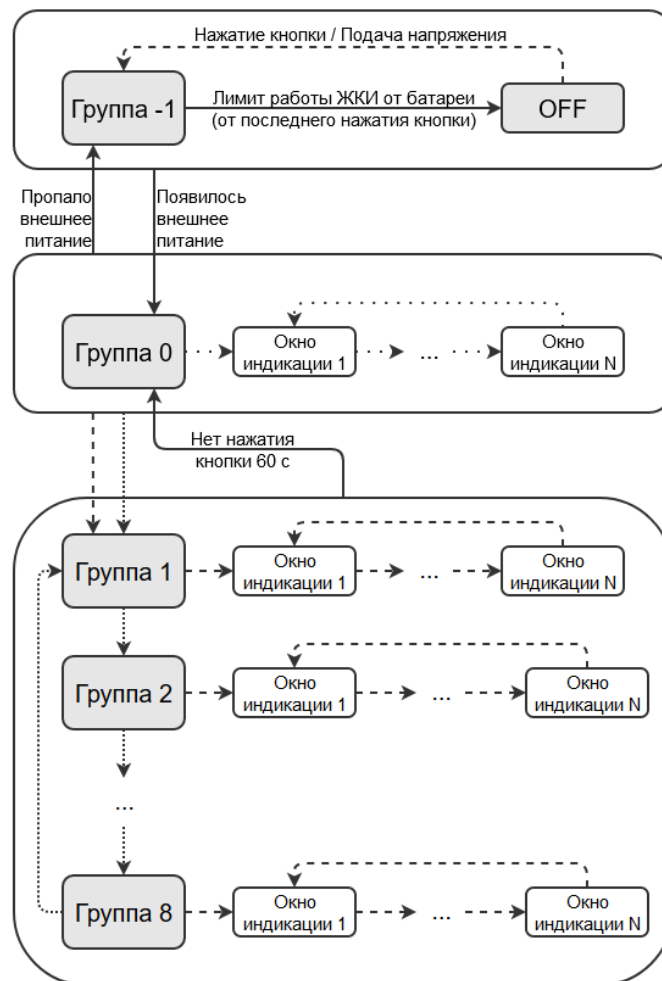 Нажатие кнопки / Подача напряжения
Группа -1
Лимит работы ЖКИ от батареи
(от последнего нажатия кнопки)
OFF
Пропало
внешнее
питание
Появилось
внешнее
питание
Группа 0
Окно
индикации 1
...
Окно
индикации N
Нет нажатия
кнопки 60 с
Группа 1
Окно
индикации 1
...
Окно
индикации N
Группа 2
Окно
индикации 1
...
Окно
индикации N
...
Группа 8
Окно
индикации 1
...
Окно
индикации N